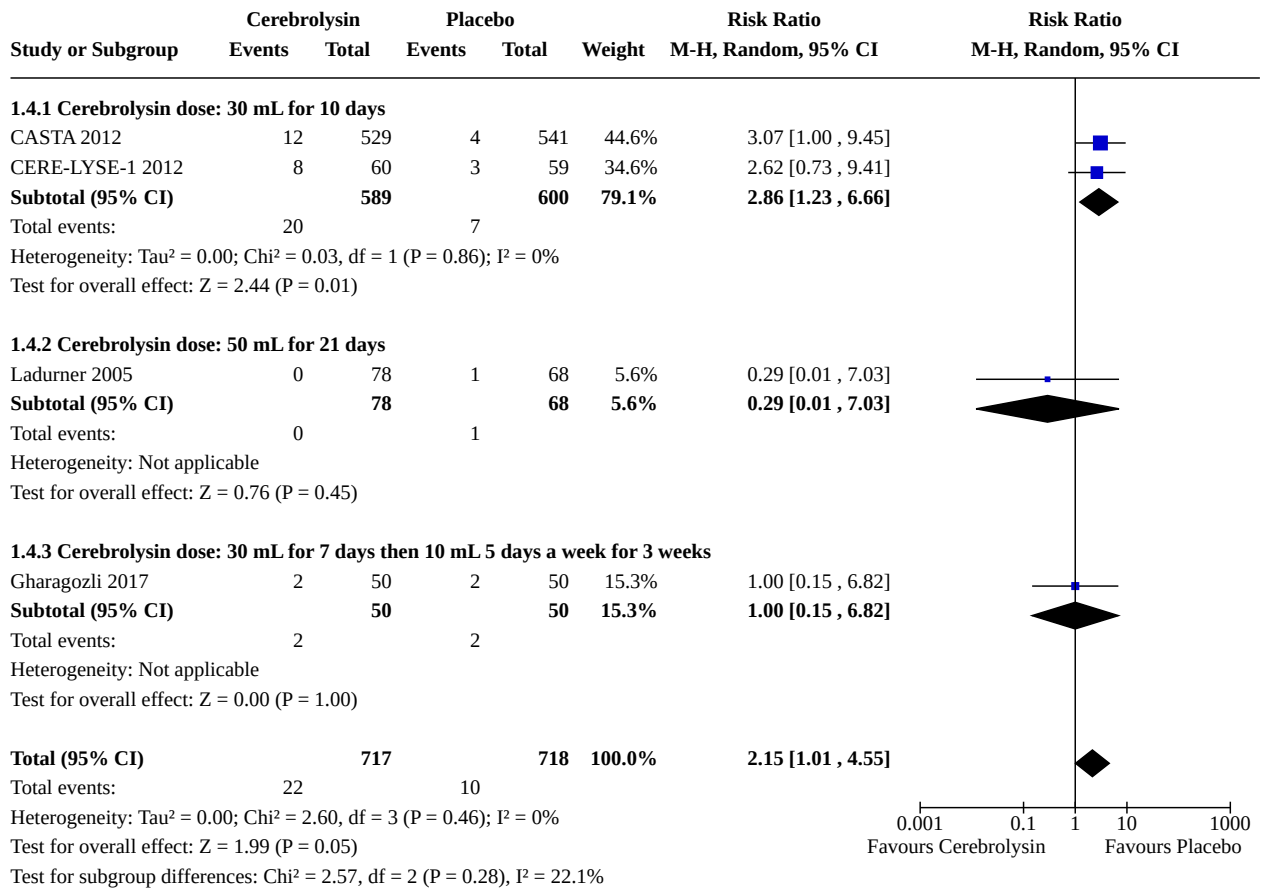 Cerebrolysin Placebo Risk Ratio Risk Ratio
Study or Subgroup Events Total Events Total Weight M-H, Random, 95% CI M-H, Random, 95% CI
1.4.1 Cerebrolysin dose: 30 mL for 10 days
CASTA 2012 12 529 4 541 44.6% 3.07 [1.00 , 9.45]
CERE-LYSE-1 2012 8 60 3 59 34.6% 2.62 [0.73 , 9.41]
Subtotal (95% CI) 589 600 79.1% 2.86 [1.23 , 6.66]
Total events: 20 7
Heterogeneity: Tau² = 0.00; Chi² = 0.03, df = 1 (P = 0.86); I² = 0%
Test for overall effect: Z = 2.44 (P = 0.01)
1.4.2 Cerebrolysin dose: 50 mL for 21 days
Ladurner 2005 0 78 1 68 5.6% 0.29 [0.01 , 7.03]
Subtotal (95% CI) 78 68 5.6% 0.29 [0.01 , 7.03]
Total events: 0 1
Heterogeneity: Not applicable
Test for overall effect: Z = 0.76 (P = 0.45)
1.4.3 Cerebrolysin dose: 30 mL for 7 days then 10 mL 5 days a week for 3 weeks
Gharagozli 2017 2 50 2 50 15.3% 1.00 [0.15 , 6.82]
Subtotal (95% CI) 50 50 15.3% 1.00 [0.15 , 6.82]
Total events: 2 2
Heterogeneity: Not applicable
Test for overall effect: Z = 0.00 (P = 1.00)
Total (95% CI) 717 718 100.0% 2.15 [1.01 , 4.55]
Total events: 22 10
Heterogeneity: Tau² = 0.00; Chi² = 2.60, df = 3 (P = 0.46); I² = 0%
Test for overall effect: Z = 1.99 (P = 0.05)
Test for subgroup differences: Chi² = 2.57, df = 2 (P = 0.28), I² = 22.1%
0.001 0.1 1 10 1000
Favours Cerebrolysin Favours Placebo